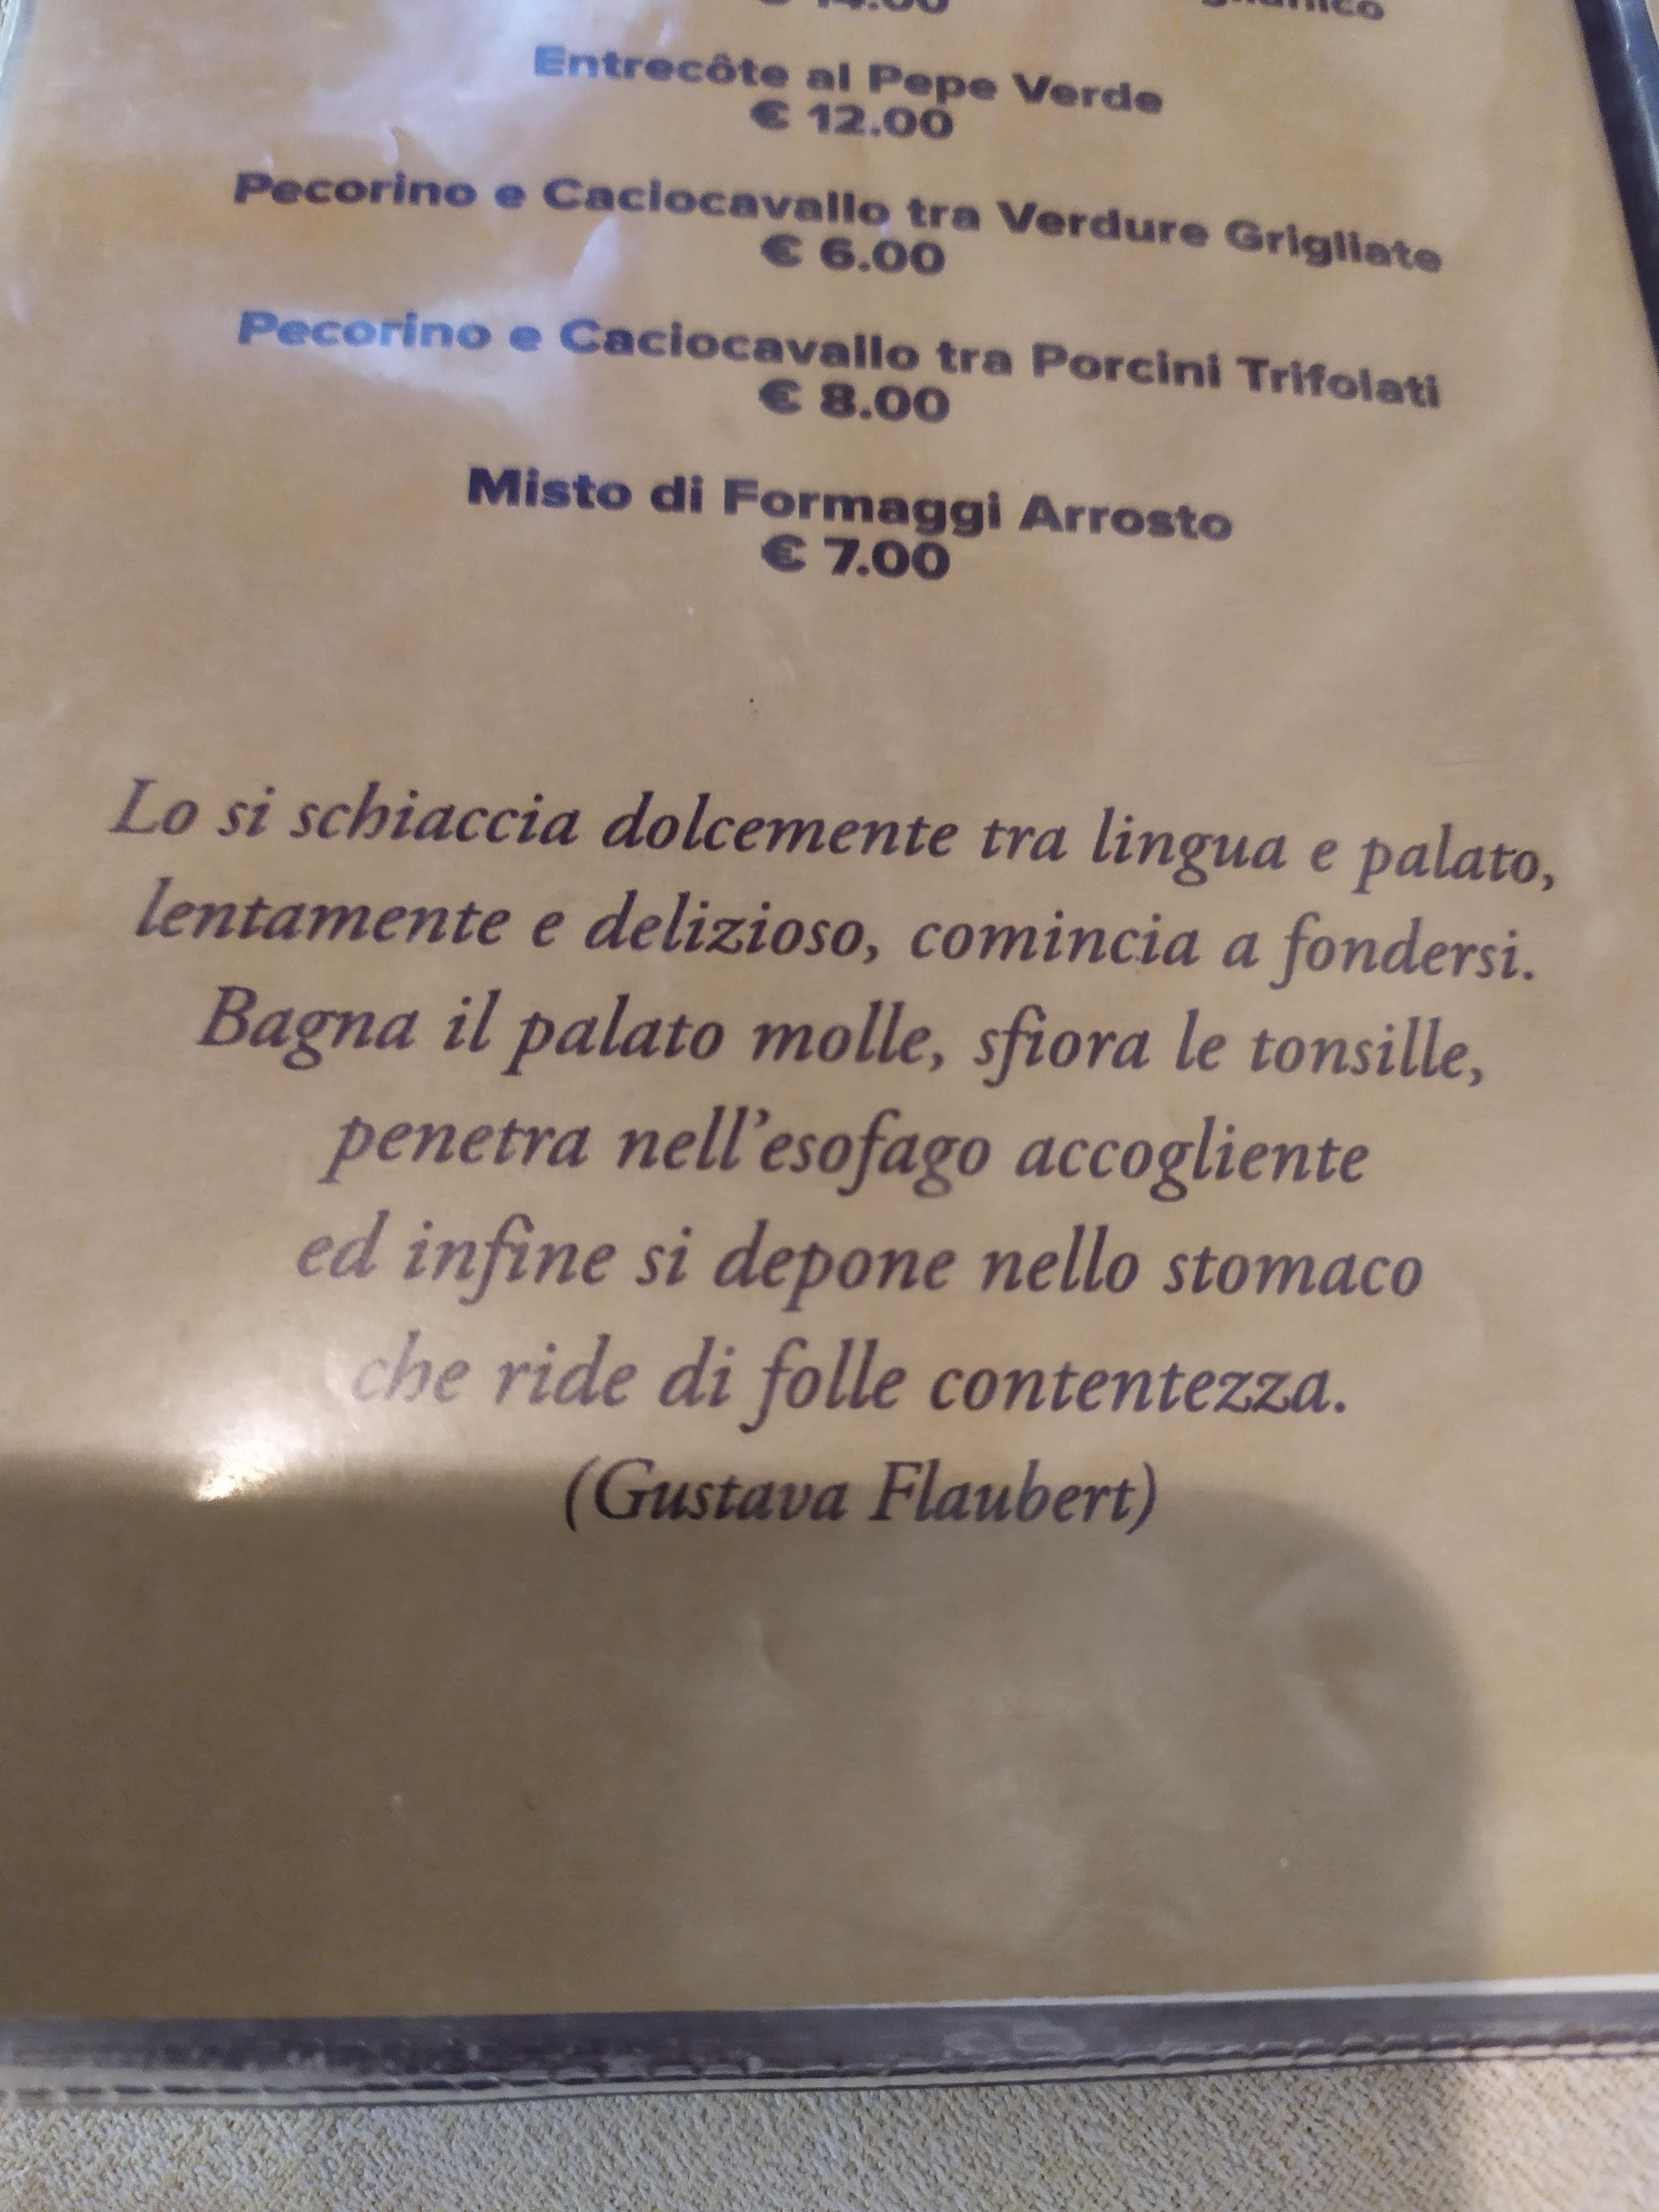 € 14.00
Entrecôte al Pepe Verde
€ 12.00
Pecorino e Caciocavallo tra Verdure Grigliate
€ 6.00
Pecorino e Caciocavallo tra Porcini Trifolati
€ 8.00
Misto di Formaggi Arrosto
€ 7.00
Lo si schiaccia dolcemente tra lingua e palato,
lentamente e delizioso, comincia a fondersi.
Bagna il palato molle, sfiora le tonsille,
penetra nell'esofago accogliente
ed infine si depone nello stomaco
che ride di folle contentezza.
(Gustava Flaubert)